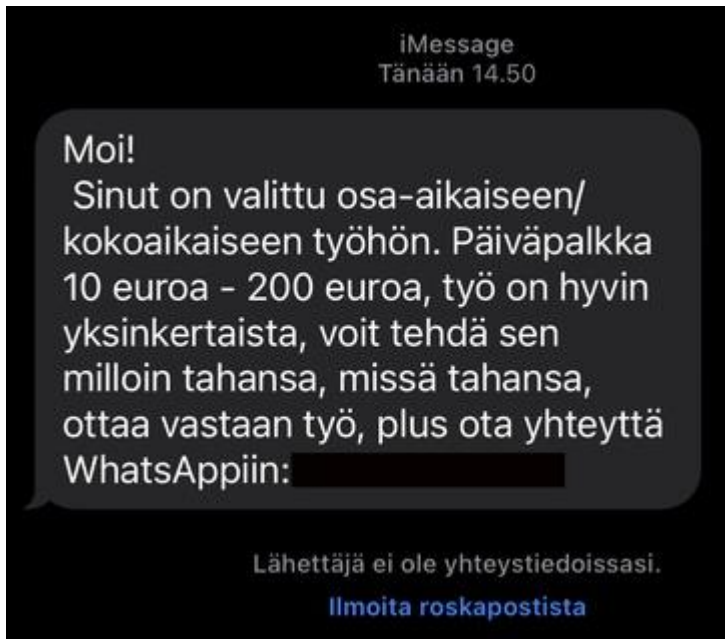 iMessage
Tänään 14.50
Moi!
Sinut on valittu osa-aikaiseen/
kokoaikaiseen työhön. Päiväpalkka
10 euroa - 200 euroa, työ on hyvin
yksinkertaista, voit tehdä sen
milloin tahansa, missä tahansa,
ottaa vastaan työ, plus ota yhteyttä
WhatsAppiin:
Lähettäjä ei ole yhteystiedoissasi.
Ilmoita roskapostista